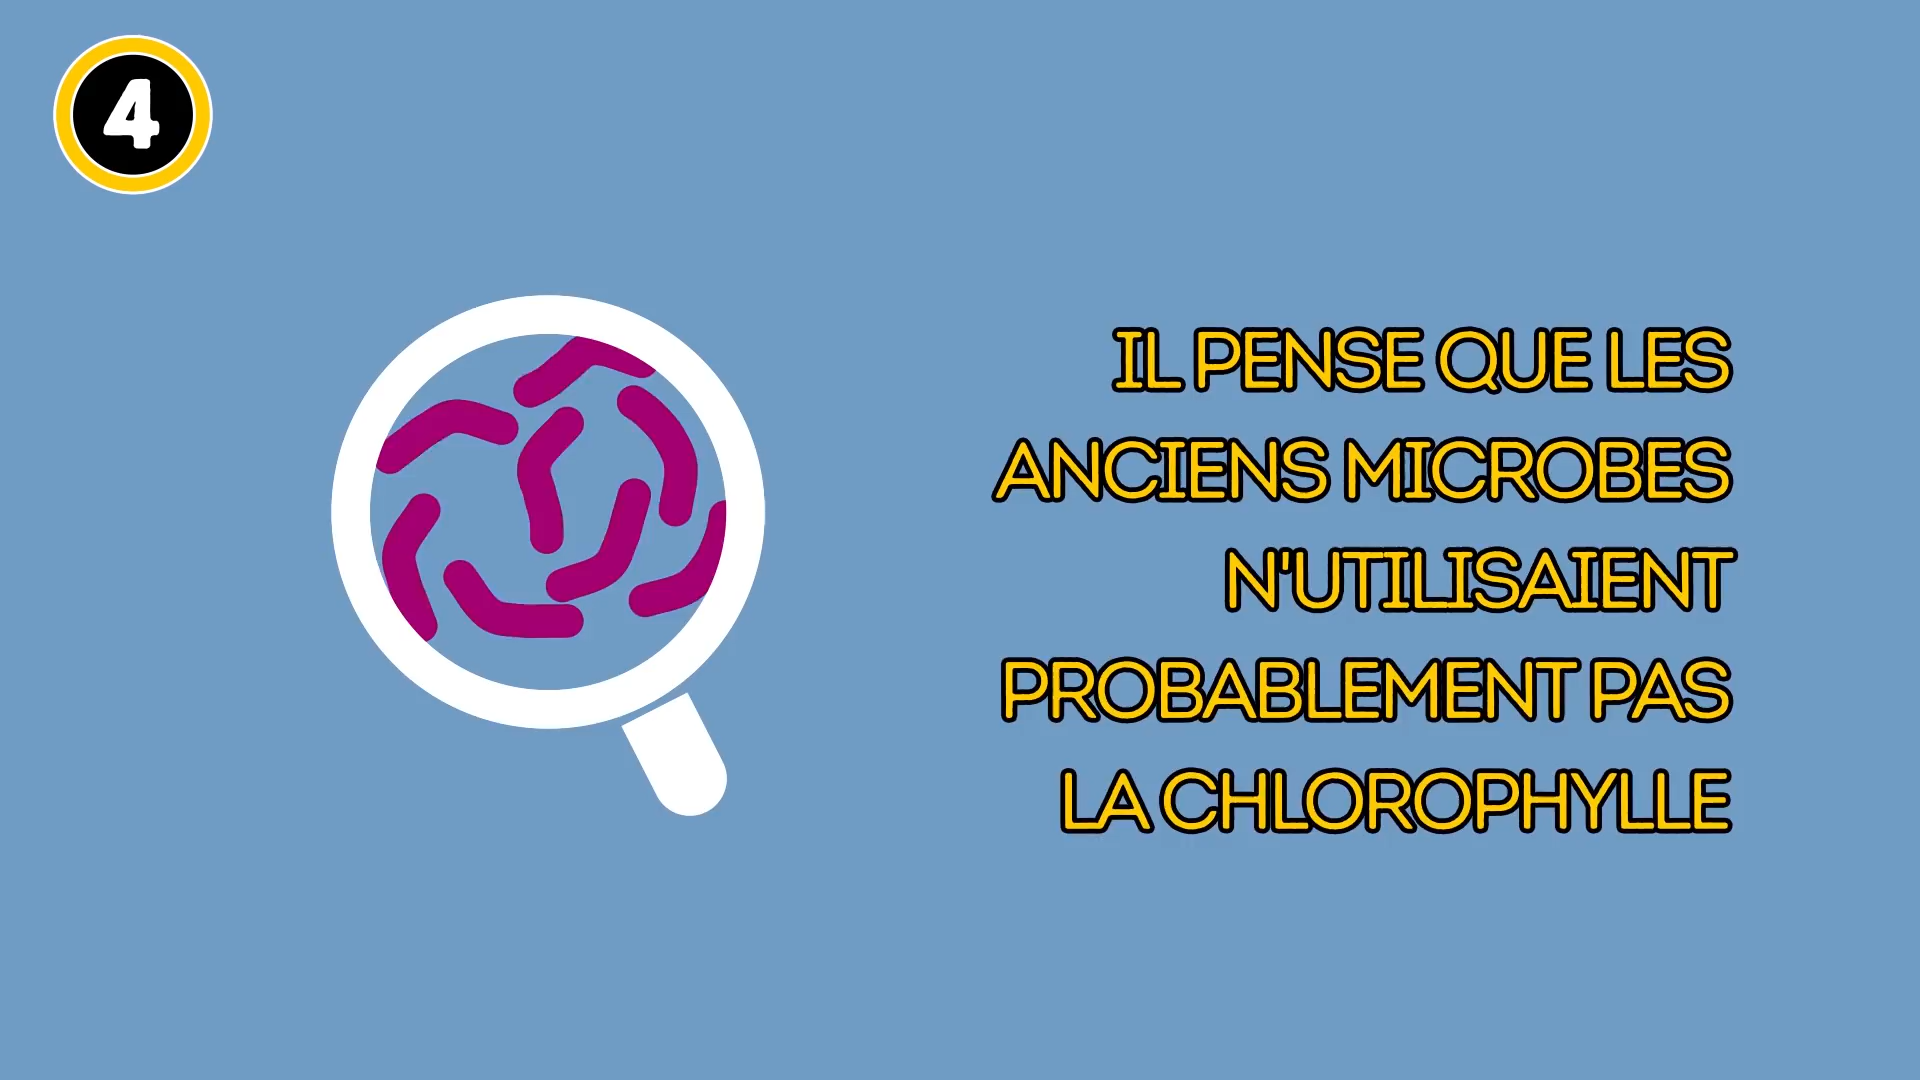 4
IL PENSE QUE LES
ANCIENS MICROBES
N'UTILISAIENT
PROBABLEMENT PAS
LA CHLOROPHYLLE